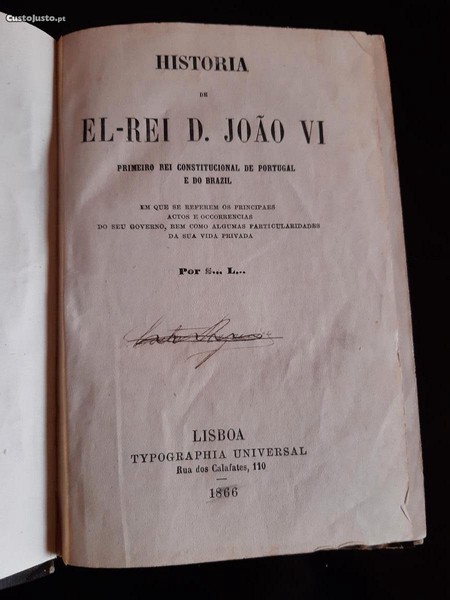 CustoJusto.pt
HISTORIA
DE
EL-REI D. JOÃO VI
PRIMEIRO REI CONSTITUCIONAL DE PORTUGAL
E DO BRAZIL
EM QUE SE REFEREM OS PRINCIPAES
ACTOS E OCCORRENCIAS
DO SEU GOVERNO, BEM COMO ALGUMAS PARTICULARIDADES
DA SUA VIDA PRIVADA
Por L...
LISBOA
TYPOGRAPHIA UNIVERSAL
Rua dos Calafates, 110
1866